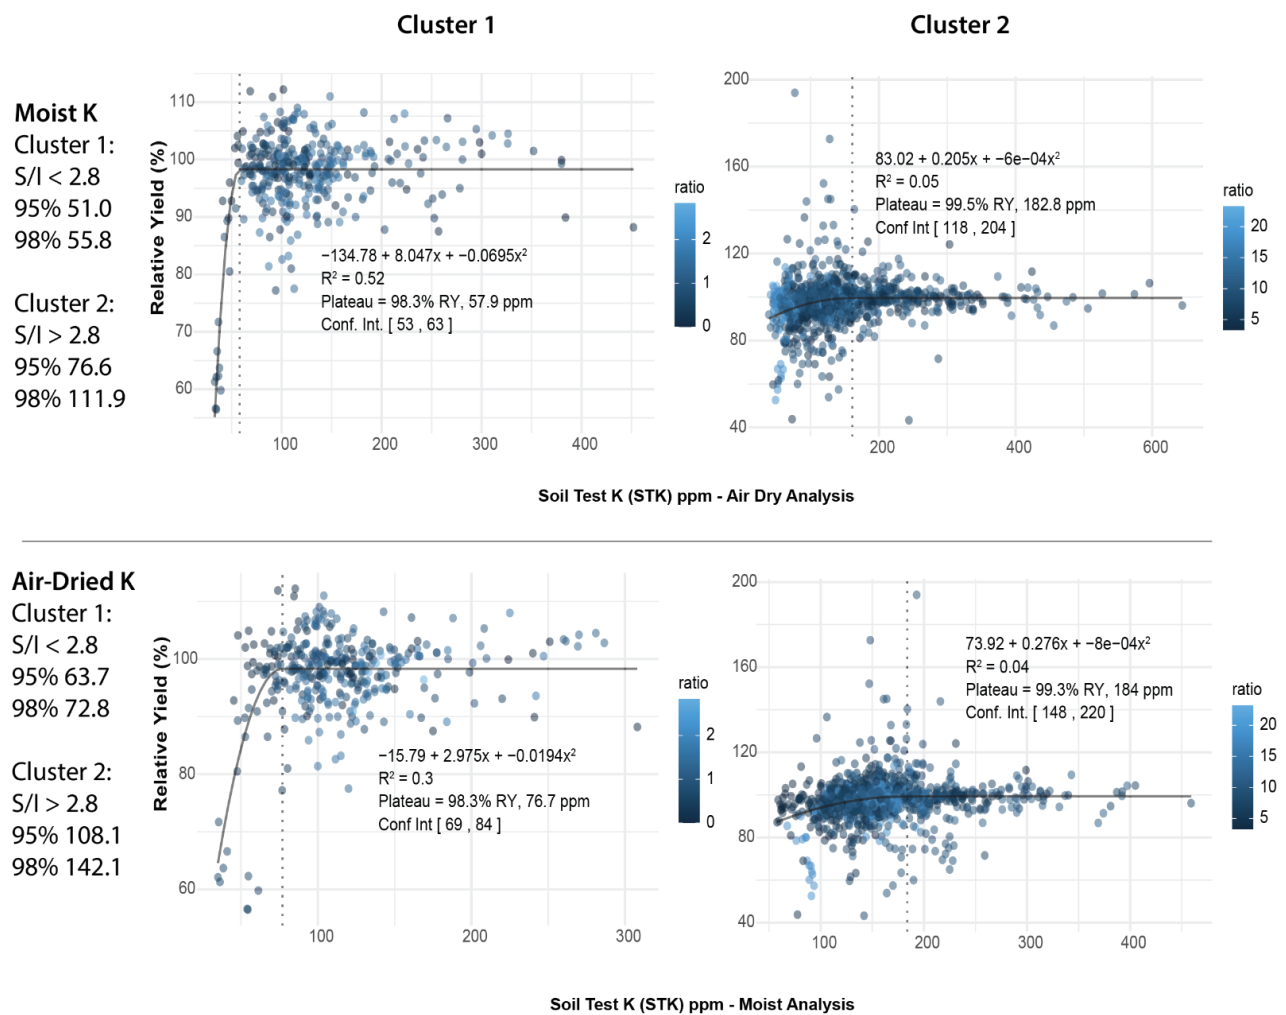 Cluster 1
Cluster 2
Moist K
Cluster 1:
S/I < 2.8
95% 51.0
98% 55.8
Cluster 2:
S/I > 2.8
95% 76.6
98% 111.9
Relative Yield (%)
110
100
90
80
70
60
100
200
300
400
−134.78 + 8.047x + −0.0695x²
R² = 0.52
Plateau = 98.3% RY, 57.9 ppm
Conf. Int. [ 53 , 63 ]
ratio
2
1
0
200
160
120
80
40
200
400
600
83.02 + 0.205x + −6e−04x²
R² = 0.05
Plateau = 99.5% RY, 182.8 ppm
Conf Int [ 118 , 204 ]
ratio
20
15
10
5
Soil Test K (STK) ppm - Air Dry Analysis
Air-Dried K
Cluster 1:
S/I < 2.8
95% 63.7
98% 72.8
Cluster 2:
S/I > 2.8
95% 108.1
98% 142.1
Relative Yield (%)
100
80
60
100
200
300
−15.79 + 2.975x + −0.0194x²
R² = 0.3
Plateau = 98.3% RY, 76.7 ppm
Conf Int [ 69 , 84 ]
ratio
2
1
0
200
160
120
80
40
100
200
300
400
73.92 + 0.276x + −8e−04x²
R² = 0.04
Plateau = 99.3% RY, 184 ppm
Conf. Int. [ 148 , 220 ]
ratio
20
15
10
5
Soil Test K (STK) ppm - Moist Analysis